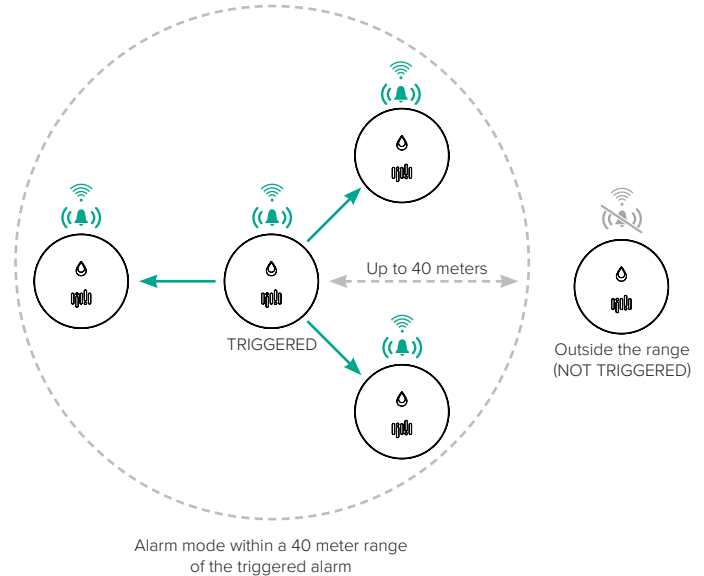 Up to 40 meters
TRIGGERED
Outside the range
(NOT TRIGGERED)
Alarm mode within a 40 meter range
of the triggered alarm